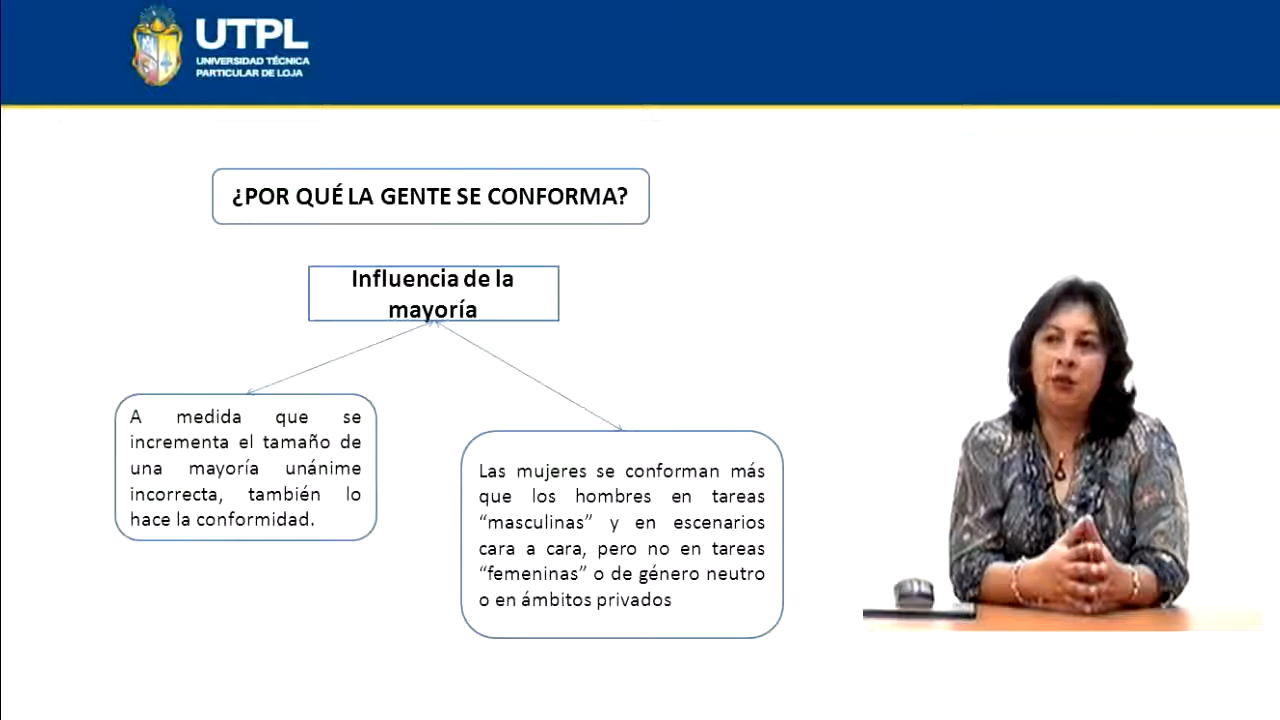 UTPL
UNIVERSIDAD TÉCNICA
PARTICULAR DE LOJA
¿POR QUÉ LA GENTE SE CONFORMA?
Influencia de la
mayoría
A medida que se
incrementa el tamaño de
una mayoría unánime
incorrecta, también lo
hace la conformidad.
Las mujeres se conforman más
que los hombres en tareas
“masculinas” y en escenarios
cara a cara, pero no en tareas
“femeninas” o de género neutro
o en ámbitos privados